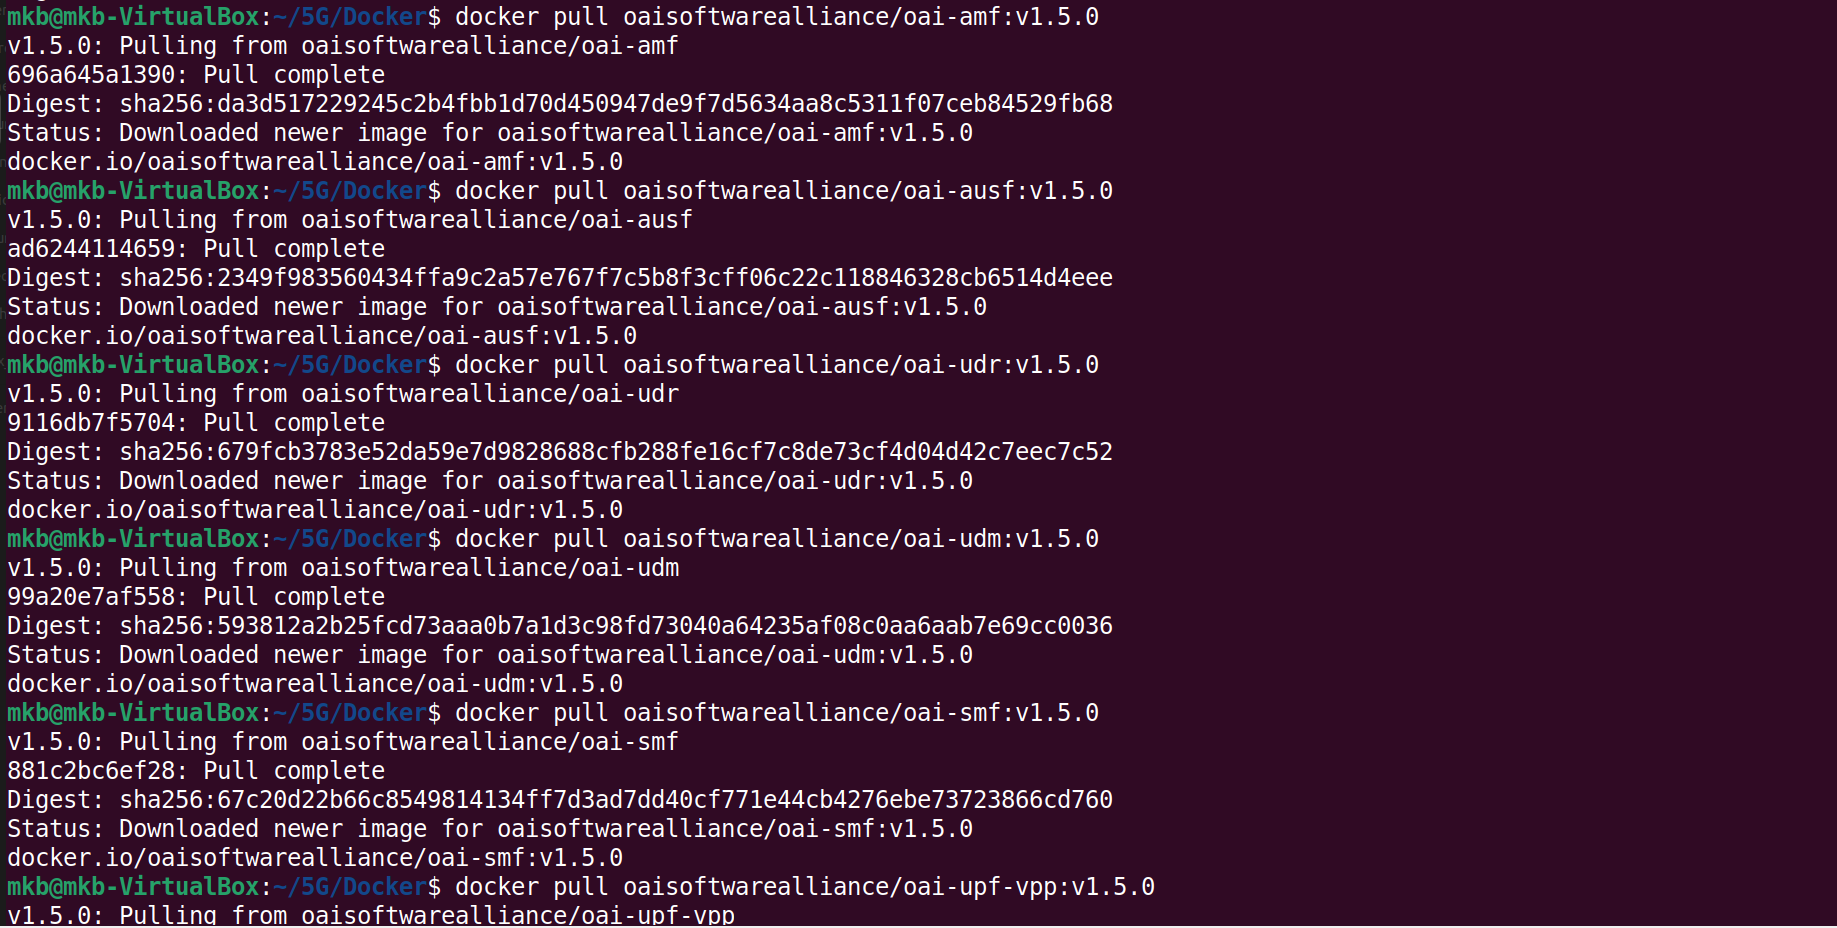 mkb@mkb-VirtualBox:~/5G/Docker$ docker pull oaisoftwarealliance/oai-amf:v1.5.0
v1.5.0: Pulling from oaisoftwarealliance/oai-amf
696a645a1390: Pull complete
Digest: sha256:da3d517229245c2b4fbb1d70d450947de9f7d5634aa8c5311f07ceb84529fb68
Status: Downloaded newer image for oaisoftwarealliance/oai-amf:v1.5.0
docker.io/oaisoftwarealliance/oai-amf:v1.5.0
mkb@mkb-VirtualBox:~/5G/Docker$ docker pull oaisoftwarealliance/oai-ausf:v1.5.0
v1.5.0: Pulling from oaisoftwarealliance/oai-ausf
ad6244114659: Pull complete
Digest: sha256:2349f983560434ffa9c2a57e767f7c5b8f3cff06c22c118846328cb6514d4eee
Status: Downloaded newer image for oaisoftwarealliance/oai-ausf:v1.5.0
docker.io/oaisoftwarealliance/oai-ausf:v1.5.0
mkb@mkb-VirtualBox:~/5G/Docker$ docker pull oaisoftwarealliance/oai-udr:v1.5.0
v1.5.0: Pulling from oaisoftwarealliance/oai-udr
9116db7f5704: Pull complete
Digest: sha256:679fcb3783e52da59e7d9828688cfb288fe16cf7c8de73cf4d04d42c7eec7c52
Status: Downloaded newer image for oaisoftwarealliance/oai-udr:v1.5.0
docker.io/oaisoftwarealliance/oai-udr:v1.5.0
mkb@mkb-VirtualBox:~/5G/Docker$ docker pull oaisoftwarealliance/oai-udm:v1.5.0
v1.5.0: Pulling from oaisoftwarealliance/oai-udm
99a20e7af558: Pull complete
Digest: sha256:593812a2b25fcd73aaa0b7a1d3c98fd73040a64235af08c0aa6aab7e69cc0036
Status: Downloaded newer image for oaisoftwarealliance/oai-udm:v1.5.0
docker.io/oaisoftwarealliance/oai-udm:v1.5.0
mkb@mkb-VirtualBox:~/5G/Docker$ docker pull oaisoftwarealliance/oai-smf:v1.5.0
v1.5.0: Pulling from oaisoftwarealliance/oai-smf
881c2bc6ef28: Pull complete
Digest: sha256:67c20d22b66c8549814134ff7d3ad7dd40cf771e44cb4276ebe73723866cd760
Status: Downloaded newer image for oaisoftwarealliance/oai-smf:v1.5.0
docker.io/oaisoftwarealliance/oai-smf:v1.5.0
mkb@mkb-VirtualBox:~/5G/Docker$ docker pull oaisoftwarealliance/oai-upf-vpp:v1.5.0
v1.5.0: Pulling from oaisoftwarealliance/oai-upf-vpp